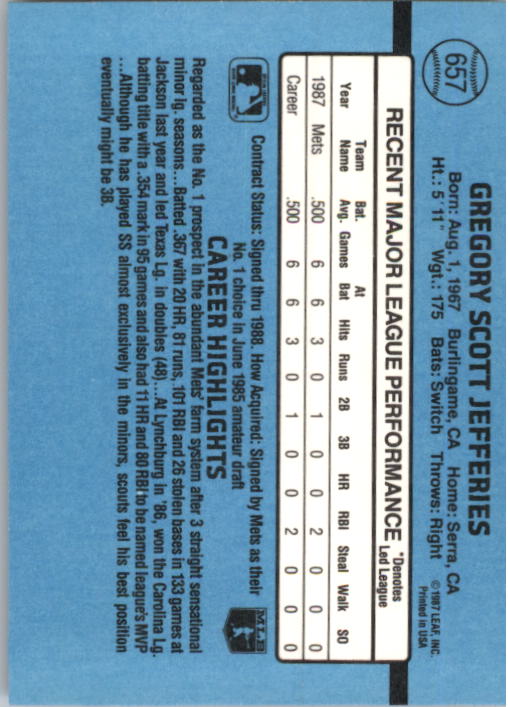 657
GREGORY SCOTT JEFFERIES
Born: Aug. 1, 1967 Burlingame, CA Home: Serra, CA
Ht.: 5' 11" Wgt.: 175 Bats: Switch Throws: Right
©1987 LEAF, INC.
Printed in USA
RECENT MAJOR LEAGUE PERFORMANCE *Denotes Led League
Year Team Name Bat. Avg. Games At Bat Hits Runs 2B 3B HR RBI Steal Walk SO
1987 Mets .500 6 6 3 0 1 0 0 2 0 0 0
Career .500 6 6 3 0 1 0 0 2 0 0 0
Contract Status: Signed thru 1988. How Acquired: Signed by Mets as their
No. 1 choice in June 1985 amateur draft
MLB
CAREER HIGHLIGHTS
Regarded as the No. 1 prospect in the abundant Mets' farm system after 3 straight sensational
minor lg. seasons...Batted .367 with 20 HR, 81 runs, 101 RBI and 26 stolen bases in 133 games at
Jackson last year and led Texas Lg. in doubles (48)...At Lynchburg in '86, won the Carolina Lg.
batting title with a .354 mark in 95 games and also had 11 HR and 80 RBI to be named league's MVP
...Although he has played SS almost exclusively in the minors, scouts feel his best position
eventually might be 3B.